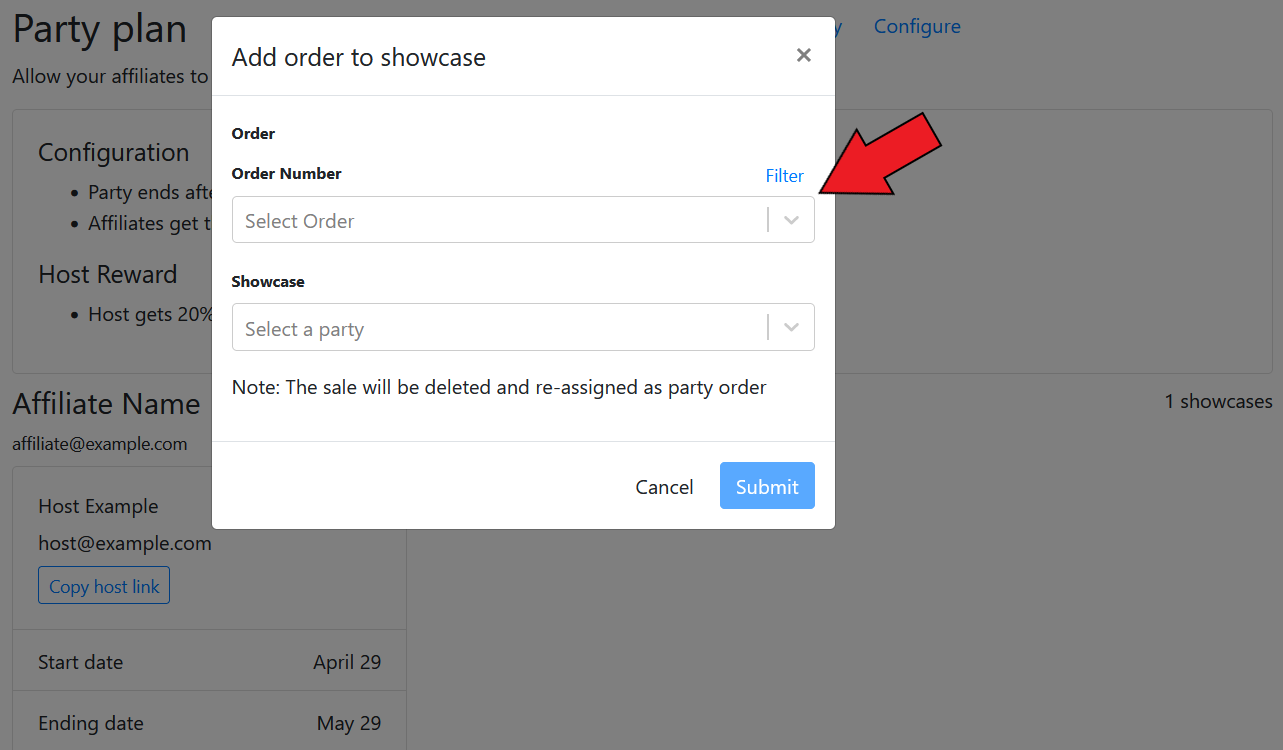 Party plan
Configure
Allow your affiliates to
Add order to showcase
Order
Order Number
Filter
Select Order
Showcase
Select a party
Note: The sale will be deleted and re-assigned as party order
Cancel
Submit
Configuration
Party ends afte
Affiliates get t
Host Reward
Host gets 20%
Affiliate Name
1 showcases
affiliate@example.com
Host Example
host@example.com
Copy host link
Start date April 29
Ending date May 29